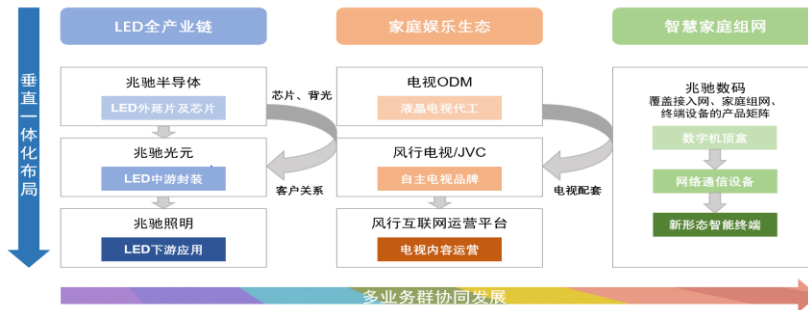 垂直一体化布局
LED全产业链
兆驰半导体
LED外延片及芯片
兆驰光元
LED中游封装
兆驰照明
LED下游应用
芯片、背光
客户关系
家庭娱乐生态
电视ODM
液晶电视代工
风行电视/JVC
自主电视品牌
风行互联网运营平台
电视内容运营
电视配套
智慧家庭组网
兆驰数码
覆盖接入网、家庭组网、
终端设备的产品矩阵
数字机顶盒
网络通信设备
新形态智能终端
多业务群协同发展